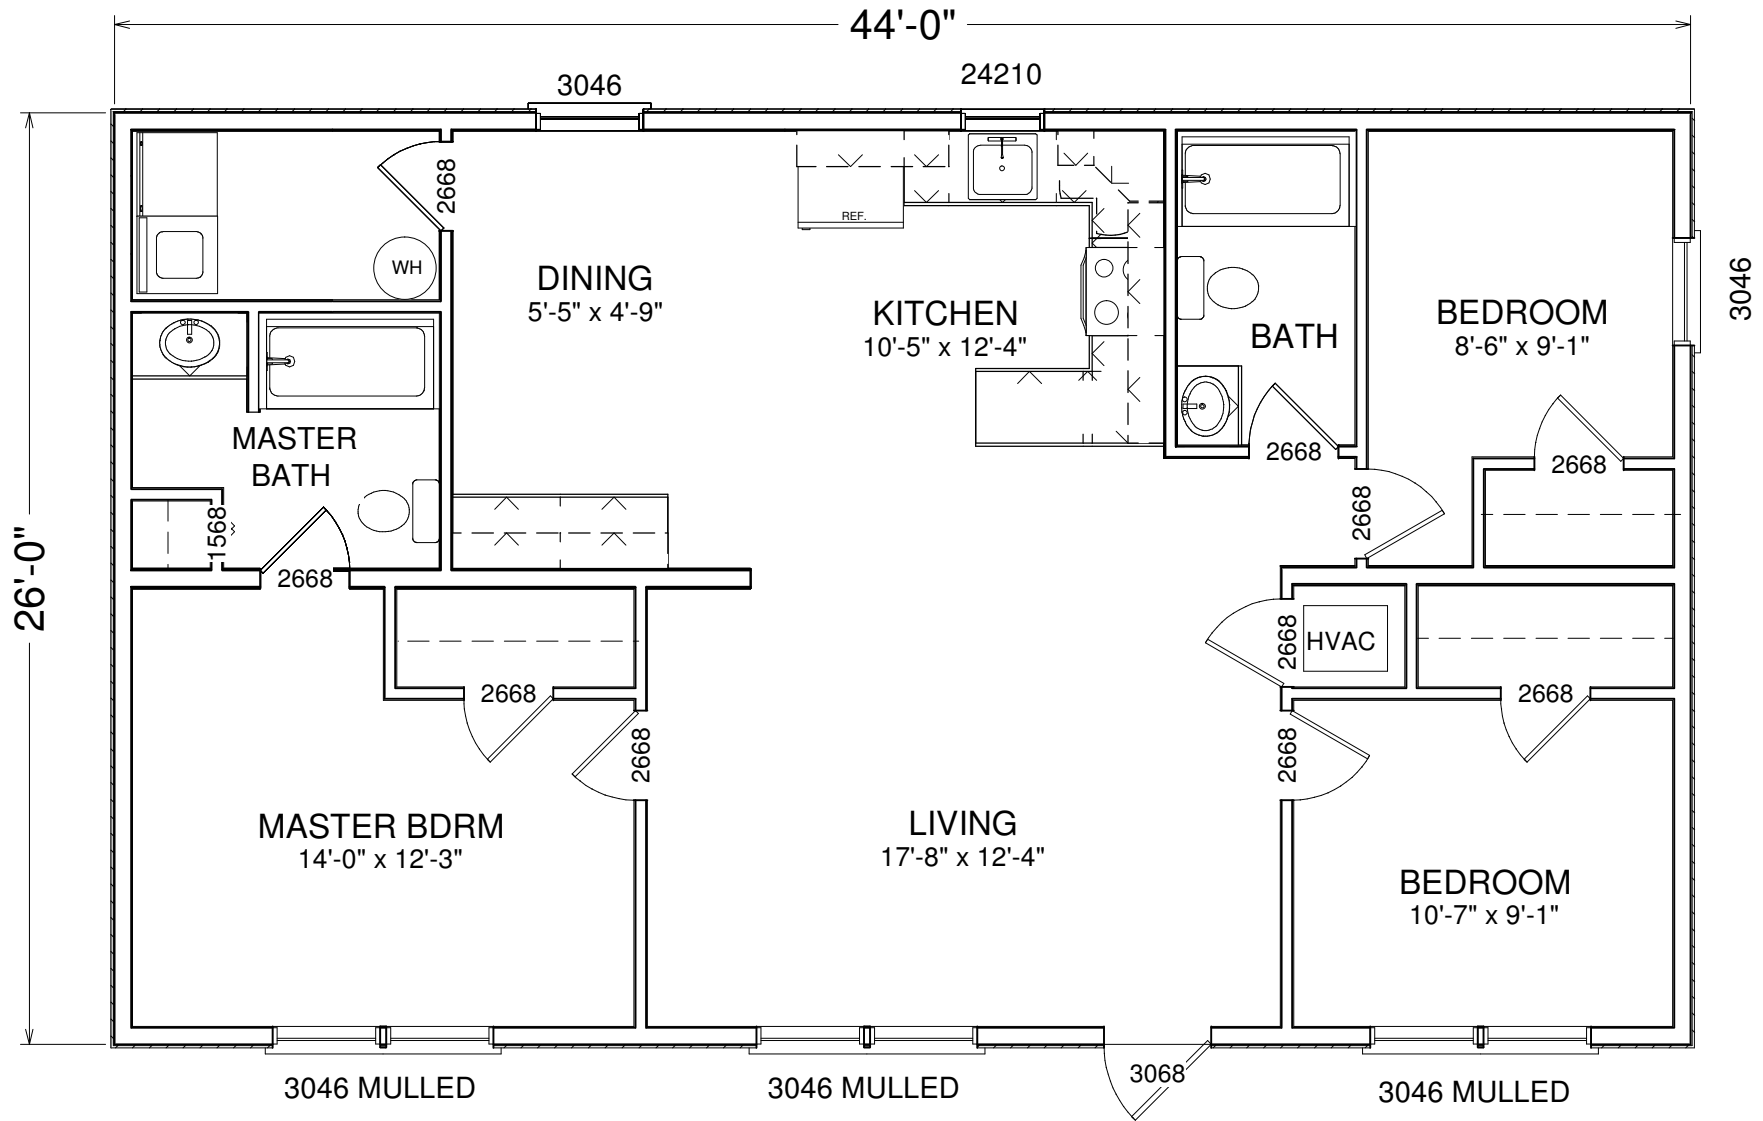 44'-0"
3046
24210
2668
REF.
WH
DINING
5'-5" x 4'-9"
KITCHEN
10'-5" x 12'-4"
BATH
BEDROOM
8'-6" x 9'-1"
3046
MASTER
BATH
2668
2668
2668
1568
26'-0"
2668
2668
HVAC
2668
2668
2668
2668
MASTER BDRM
14'-0" x 12'-3"
LIVING
17'-8" x 12'-4"
BEDROOM
10'-7" x 9'-1"
3068
3046 MULLED
3046 MULLED
3046 MULLED